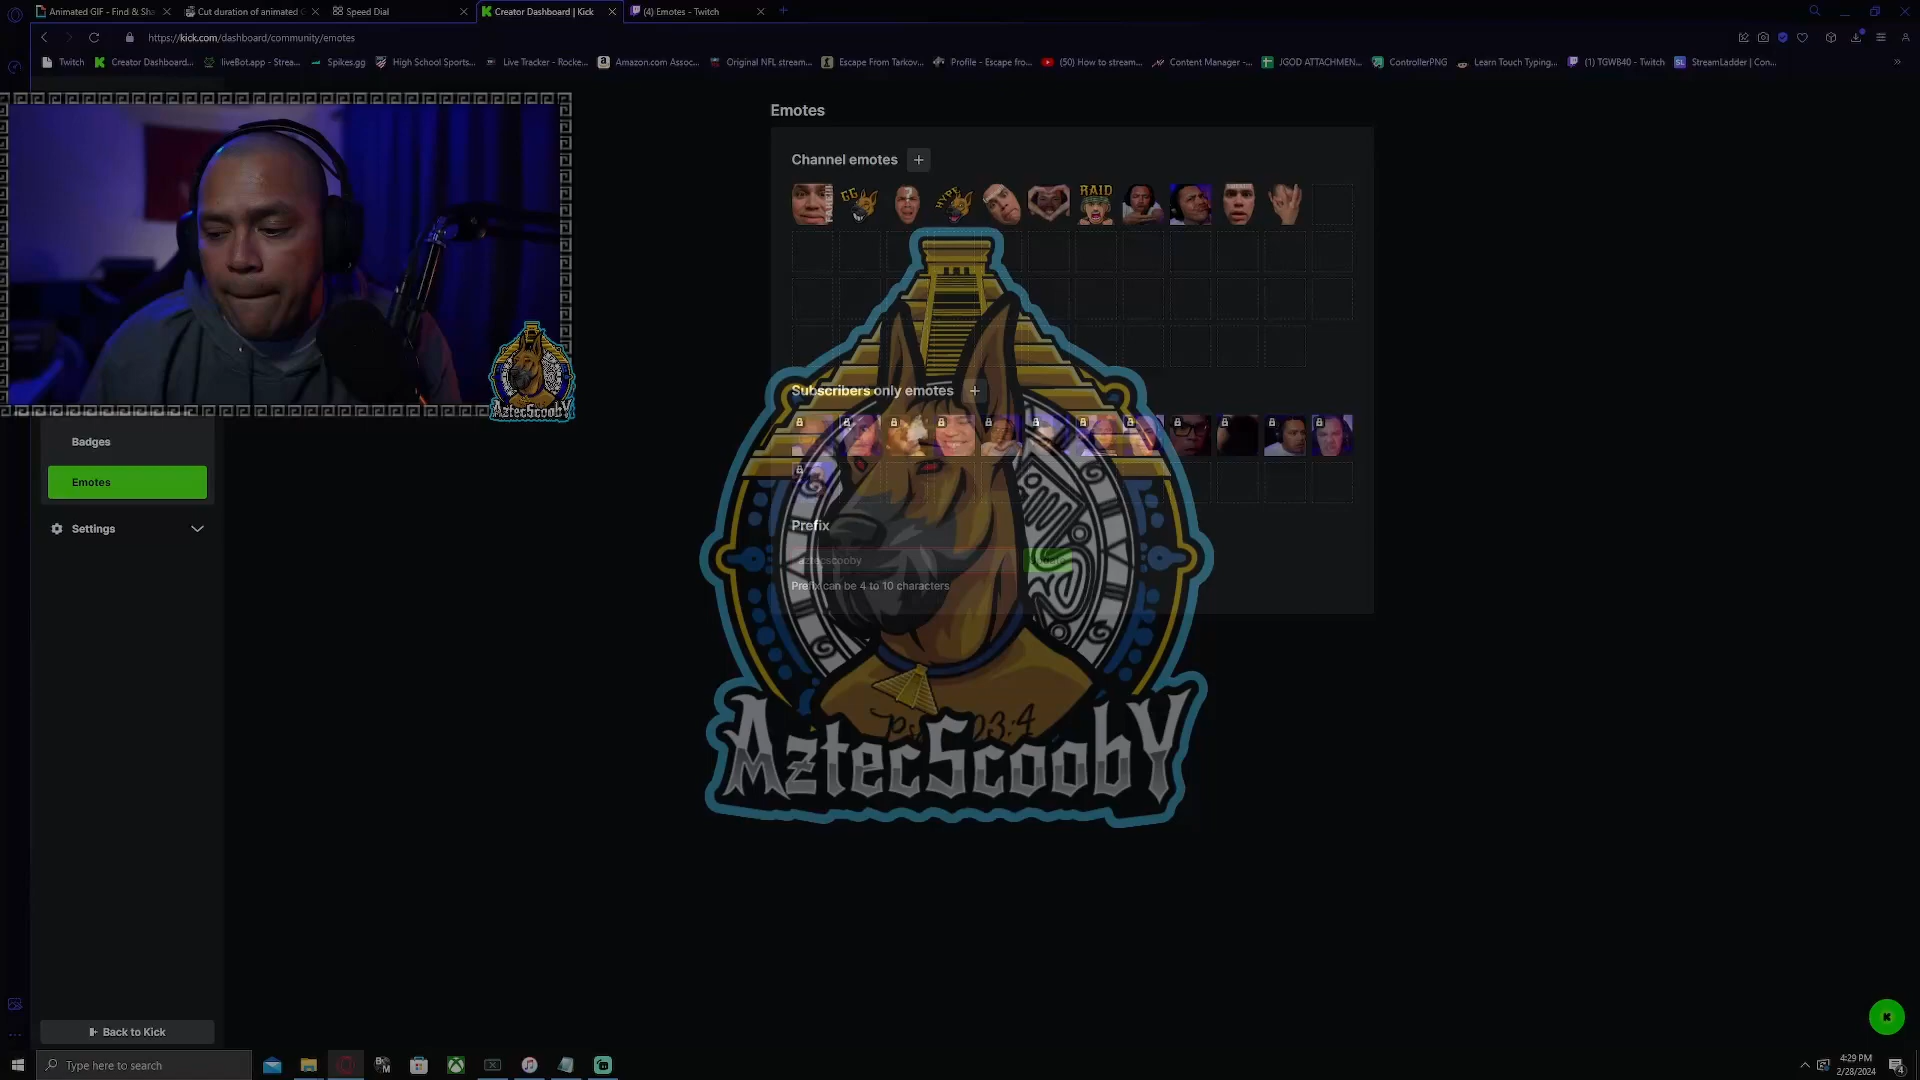 Animated GIF - Find & Sha
Cut duration of animated G
Speed Dial
Creator Dashboard | Kick
(4) Emotes - Twitch
https://kick.com/dashboard/community/emotes
Twitch
Creator Dashboard...
liveBot.app - Strea...
Spikes.gg
High School Sports...
Live Tracker - Rocke...
Amazon.com Assoc...
Original NFL stream...
Escape From Tarkov...
Profile - Escape fro...
(50) How to stream...
Content Manager -...
JGOD ATTACHMEN...
ControllerPNG
Learn Touch Typing...
(1) TGWB40 - Twitch
StreamLadder | Con...
Emotes
Channel emotes
GG
HYPE
RAID
Subscribers only emotes
AztecScooby
Badges
Emotes
Settings
Prefix
aztecscooby
Prefix can be 4 to 10 characters
AztecScooby
Back to Kick
Type here to search
4:29 PM
2/28/2024